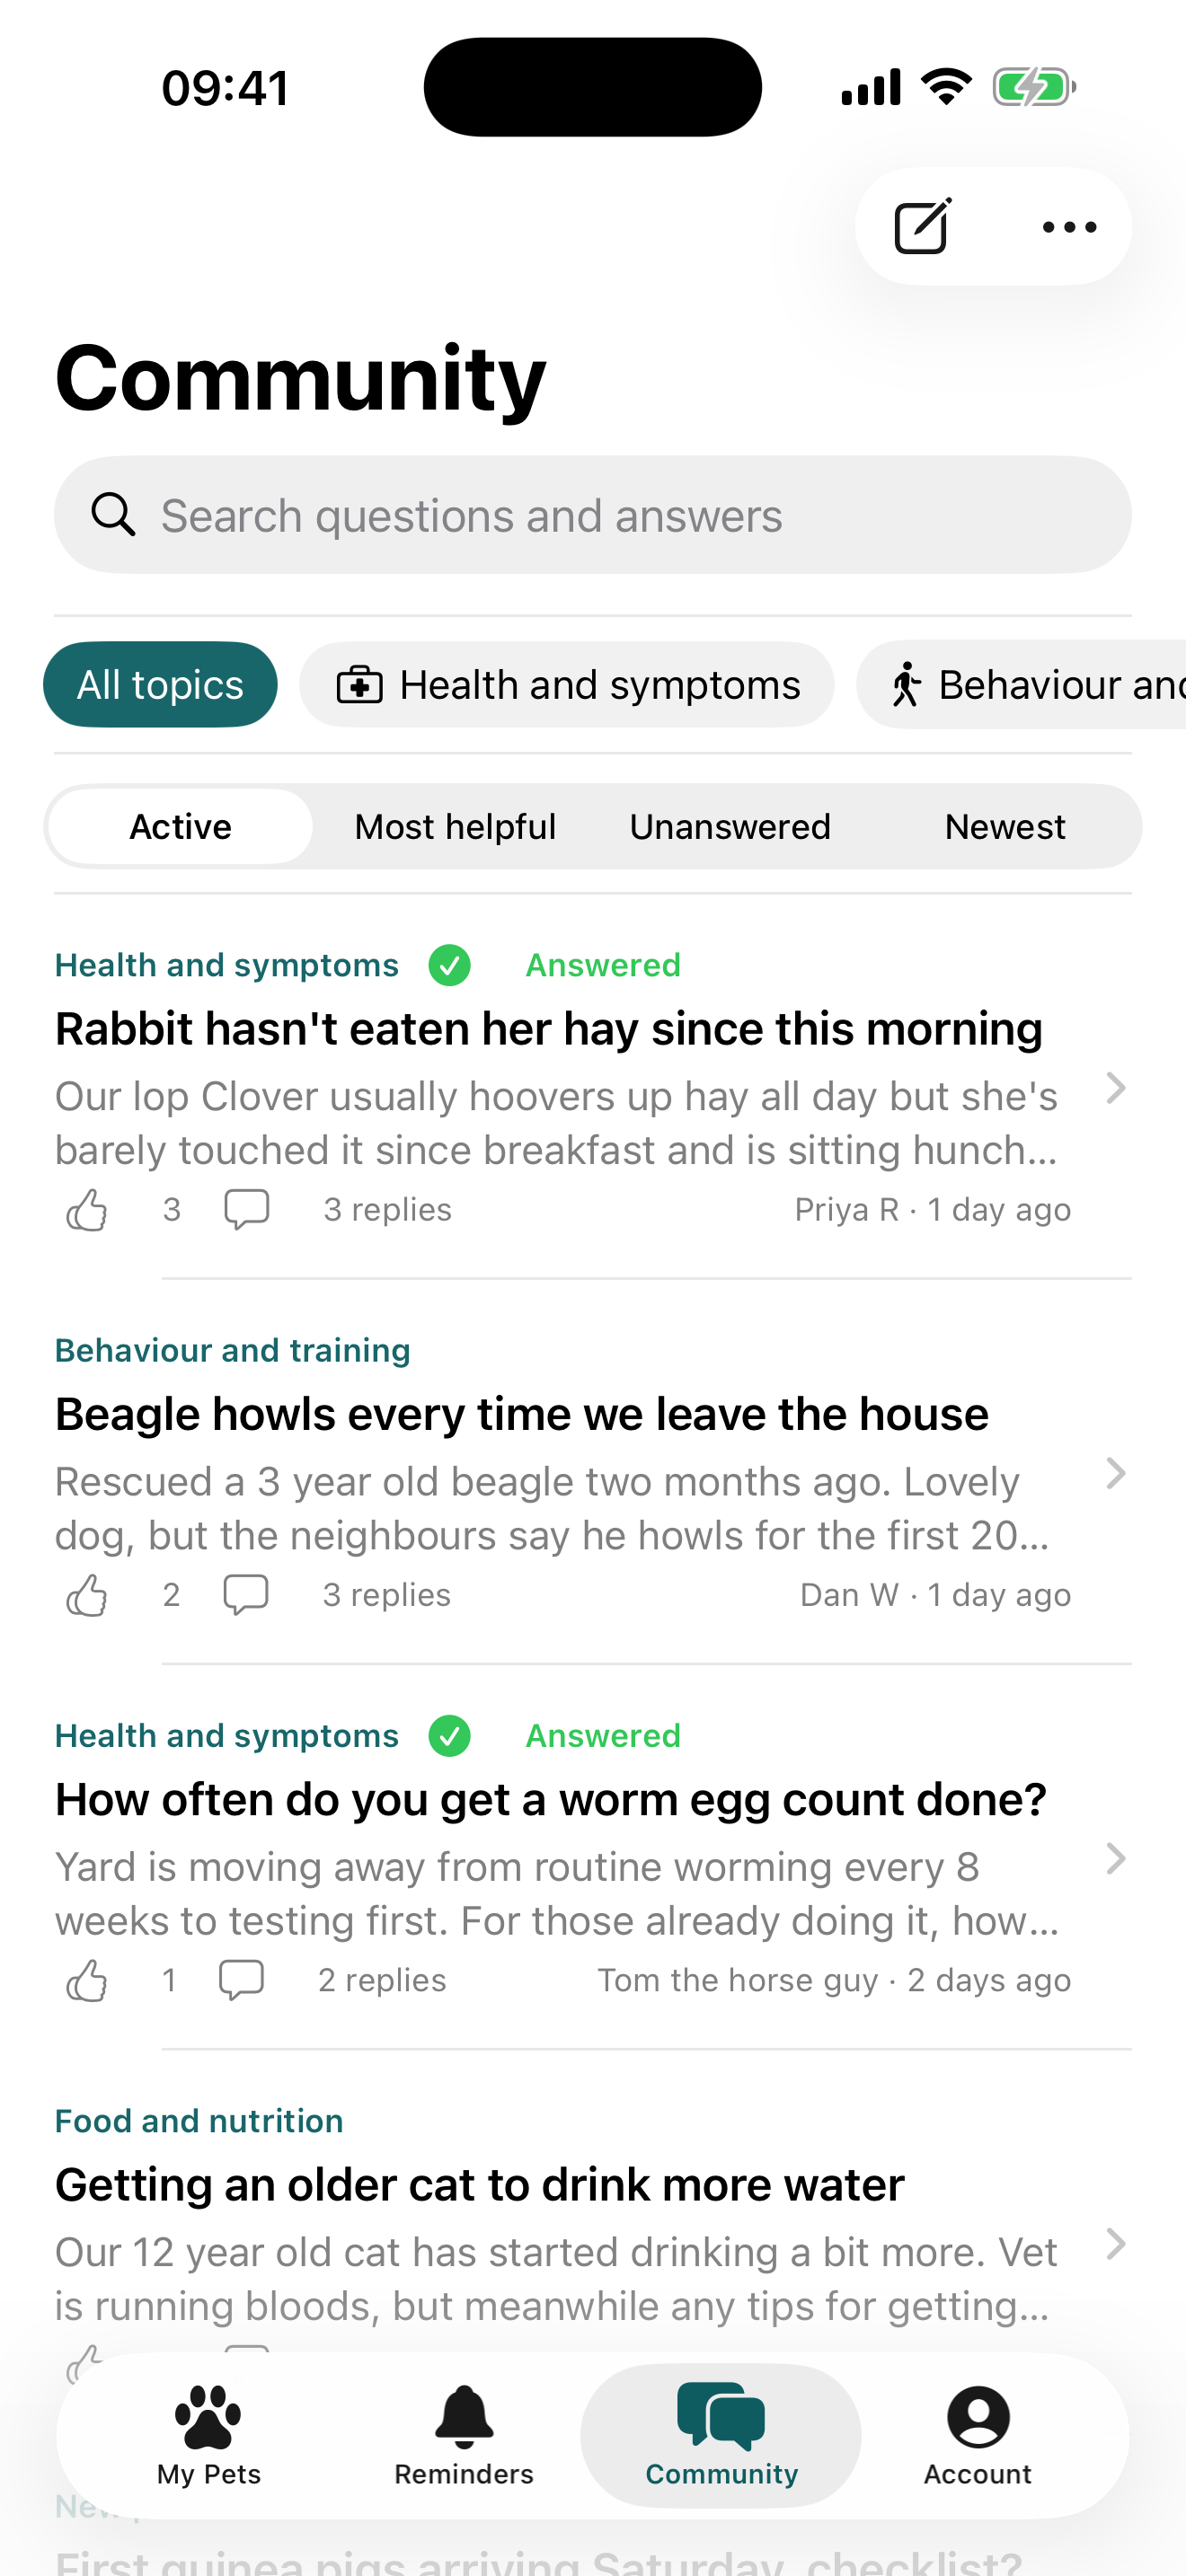 09:41
Community
Search questions and answers
All topics
Health and symptoms
Behaviour and
Active
Most helpful
Unanswered
Newest
Health and symptoms
Answered
Rabbit hasn't eaten her hay since this morning
Our lop Clover usually hoovers up hay all day but she's
barely touched it since breakfast and is sitting hunch...
3
3 replies
Priya R · 1 day ago
Behaviour and training
Beagle howls every time we leave the house
Rescued a 3 year old beagle two months ago. Lovely
dog, but the neighbours say he howls for the first 20...
2
3 replies
Dan W · 1 day ago
Health and symptoms
Answered
How often do you get a worm egg count done?
Yard is moving away from routine worming every 8
weeks to testing first. For those already doing it, how...
1
2 replies
Tom the horse guy · 2 days ago
Food and nutrition
Getting an older cat to drink more water
Our 12 year old cat has started drinking a bit more. Vet
is running bloods, but meanwhile any tips for getting...
My Pets
Reminders
Community
Account
First guinea pigs arriving Saturday, checklist?